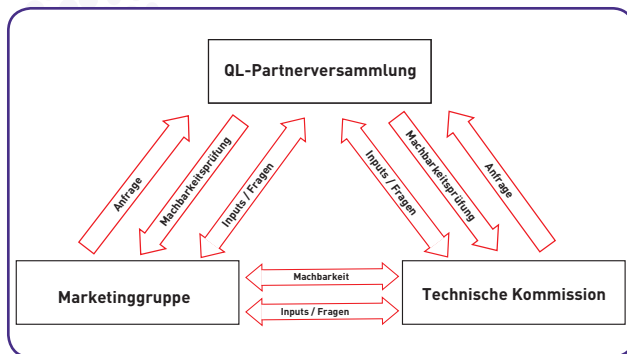 QL-Partnerversammlung
Anfrage
Machbarkeitsprüfung
Inputs / Fragen
Inputs / Fragen
Machbarkeitsprüfung
Anfrage
Marketinggruppe
Machbarkeit
Inputs / Fragen
Technische Kommission